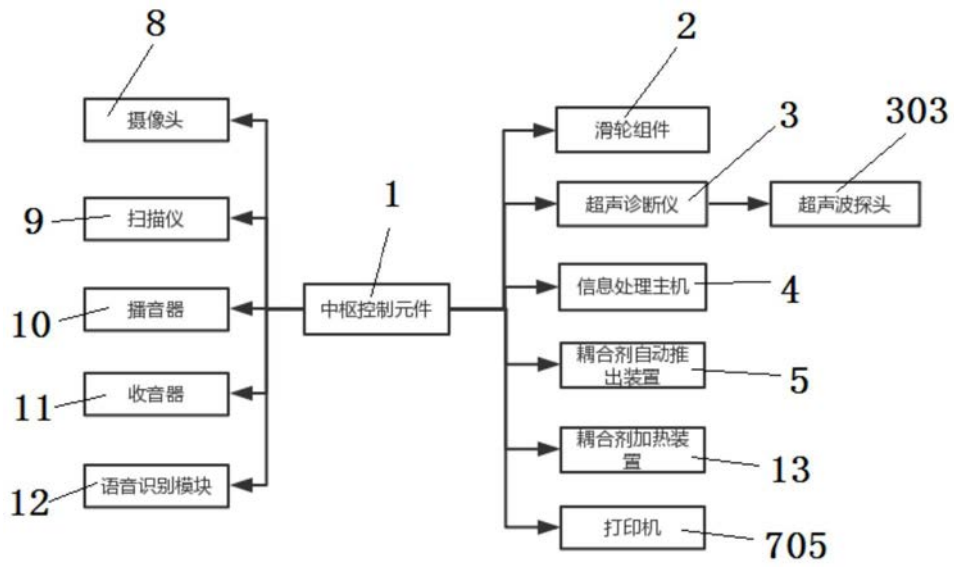 8
2
摄像头
滑轮组件
3
303
9
扫描仪
1
超声诊断仪
超声波探头
10
播音器
中枢控制元件
信息处理主机
4
11
收音器
耦合剂自动推
出装置
5
12
语音识别模块
耦合剂加热装
置
13
打印机
705